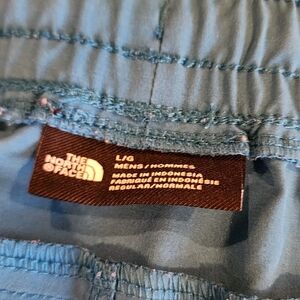 THE
NORTH
FACE
L/G
MENS/HOMMES
MADE IN INDONESIA
FABRIQUÉ EN INDONÉSIE
REGULAR/NORMALE